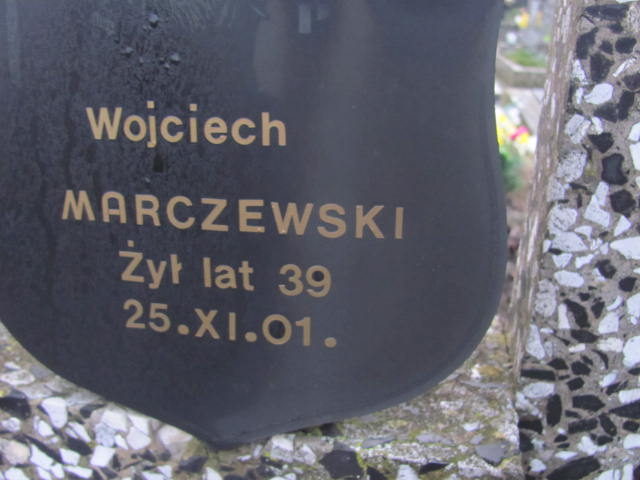 Wojciech
MARCZEWSKI
Żył lat 39
25.XI.01.